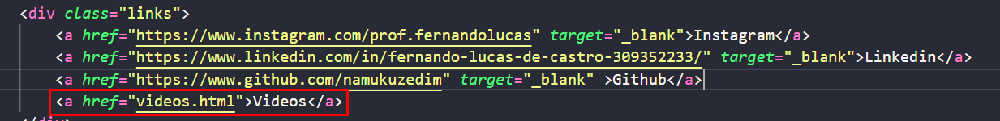 <div class="links">
<a href="https://www.instagram.com/prof.fernandolucas" target="_blank">Instagram</a>
<a href="https://www.linkedin.com/in/fernando-lucas-de-castro-309352233/" target="_blank">Linkedin</a>
<a href="https://www.github.com/namukuzedim" target="_blank" >Github</a>
<a href="videos.html">Videos</a>
</div>